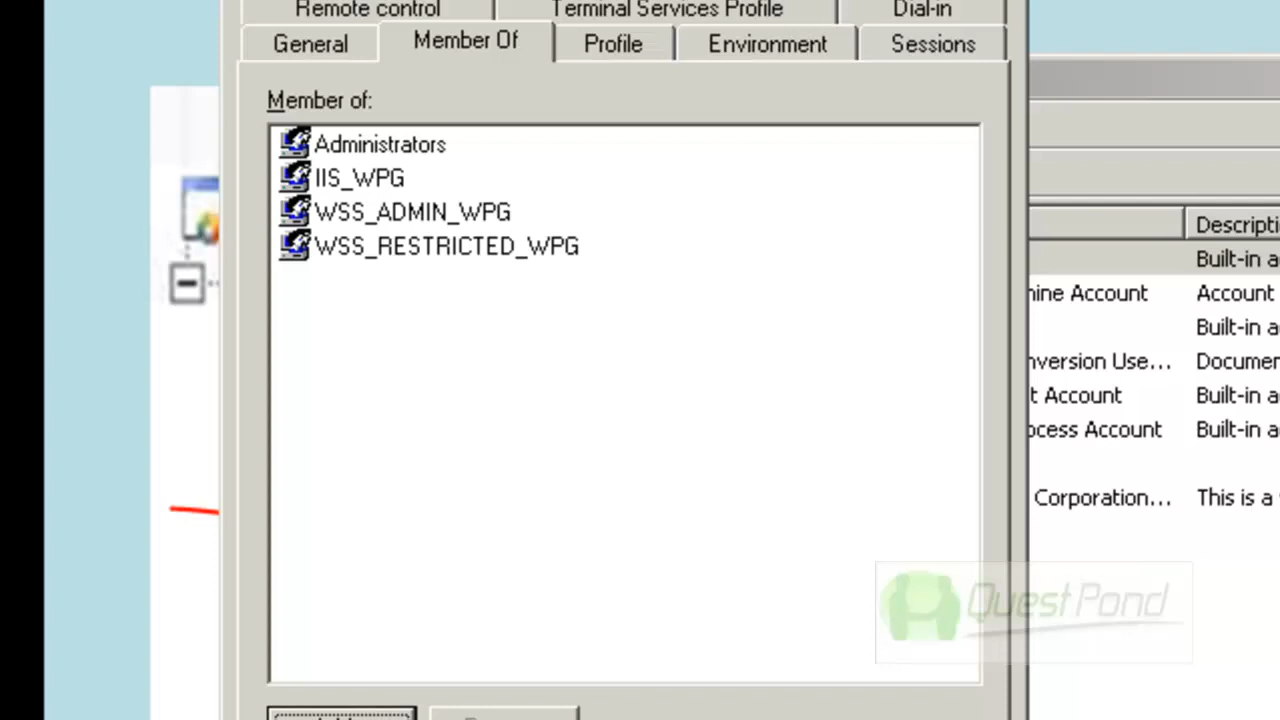 Remote control
Terminal Services Profile
Dial-in
General
Member Of
Profile
Environment
Sessions
Member of:
Administrators
IIS_WPG
WSS_ADMIN_WPG
WSS_RESTRICTED_WPG
Descripti
Built-in a
hine Account Account
Built-in a
nversion Use... Documen
t Account Built-in a
ocess Account Built-in a
Corporation... This is a
QuestPond